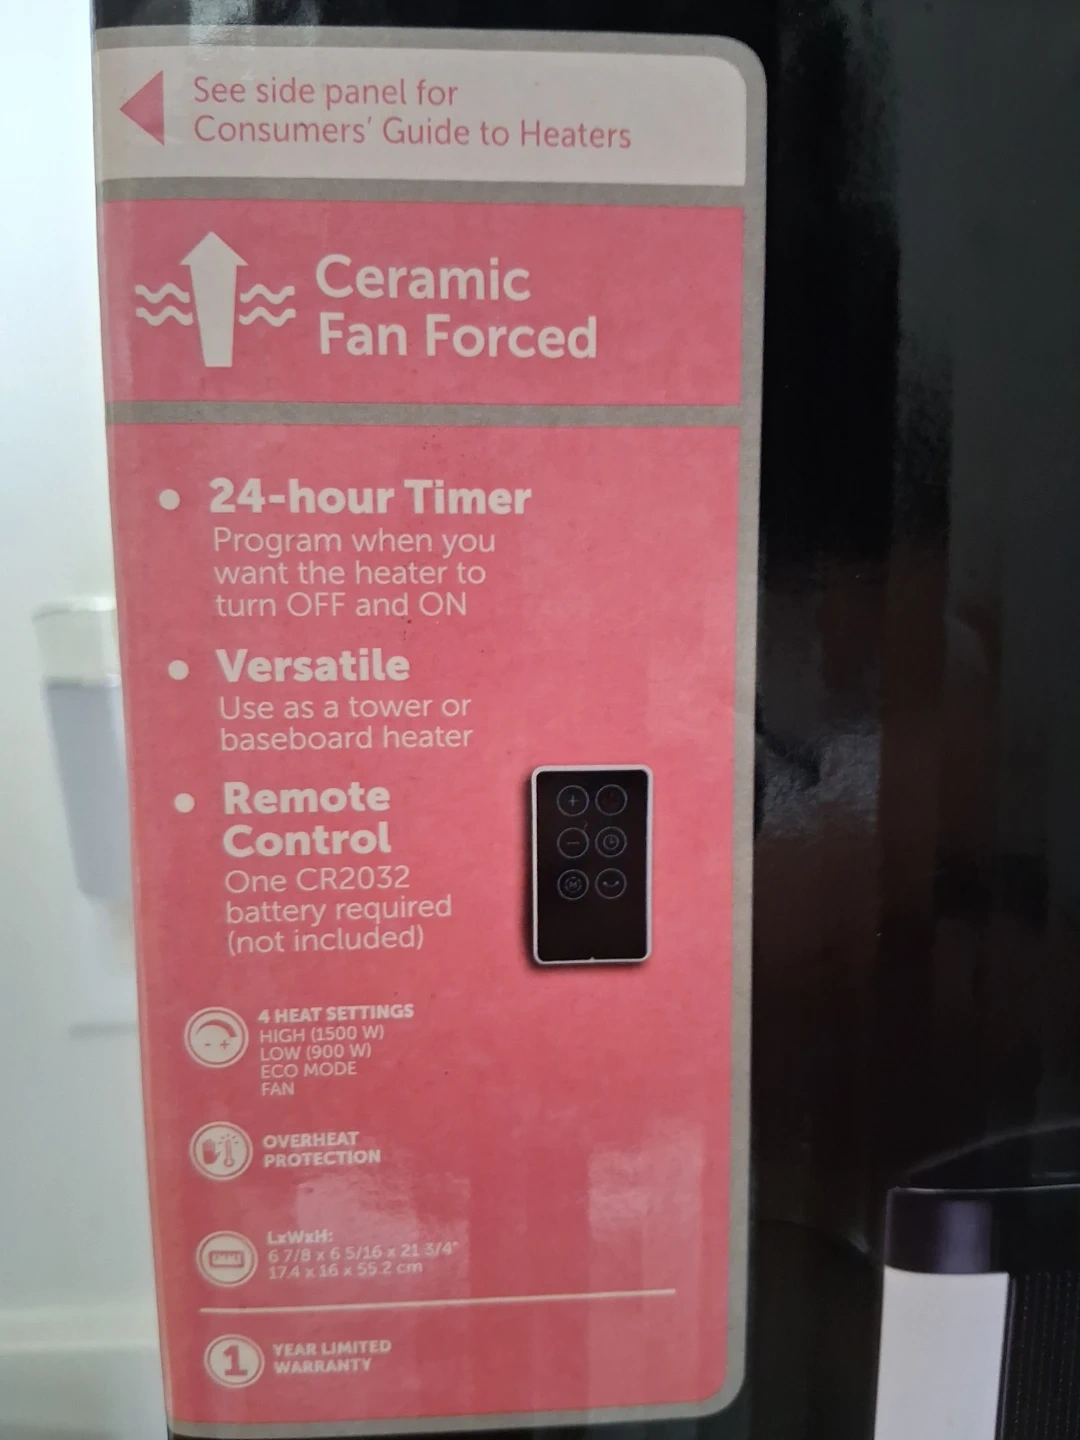 See side panel for
Consumers' Guide to Heaters
Ceramic
Fan Forced
• 24-hour Timer
Program when you
want the heater to
turn OFF and ON
• Versatile
Use as a tower or
baseboard heater
• Remote
Control
One CR2032
battery required
(not included)
4 HEAT SETTINGS
HIGH (1500 W)
LOW (900 W)
ECO MODE
FAN
OVERHEAT
PROTECTION
LxWxH:
6 7/8 x 6 5/16 x 21 3/4"
17.4 x 16 x 55.2 cm
1 YEAR LIMITED
WARRANTY